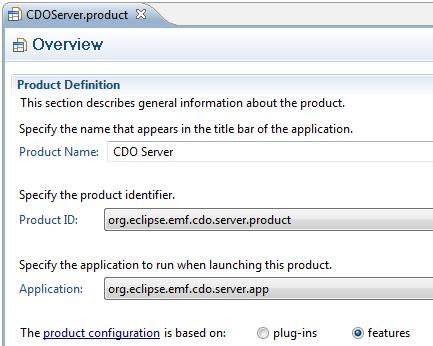 CDOServer.product
Overview
Product Definition
This section describes general information about the product.
Specify the name that appears in the title bar of the application.
Product Name: CDO Server
Specify the product identifier.
Product ID: org.eclipse.emf.cdo.server.product
Specify the application to run when launching this product.
Application: org.eclipse.emf.cdo.server.app
The product configuration is based on: plug-ins features